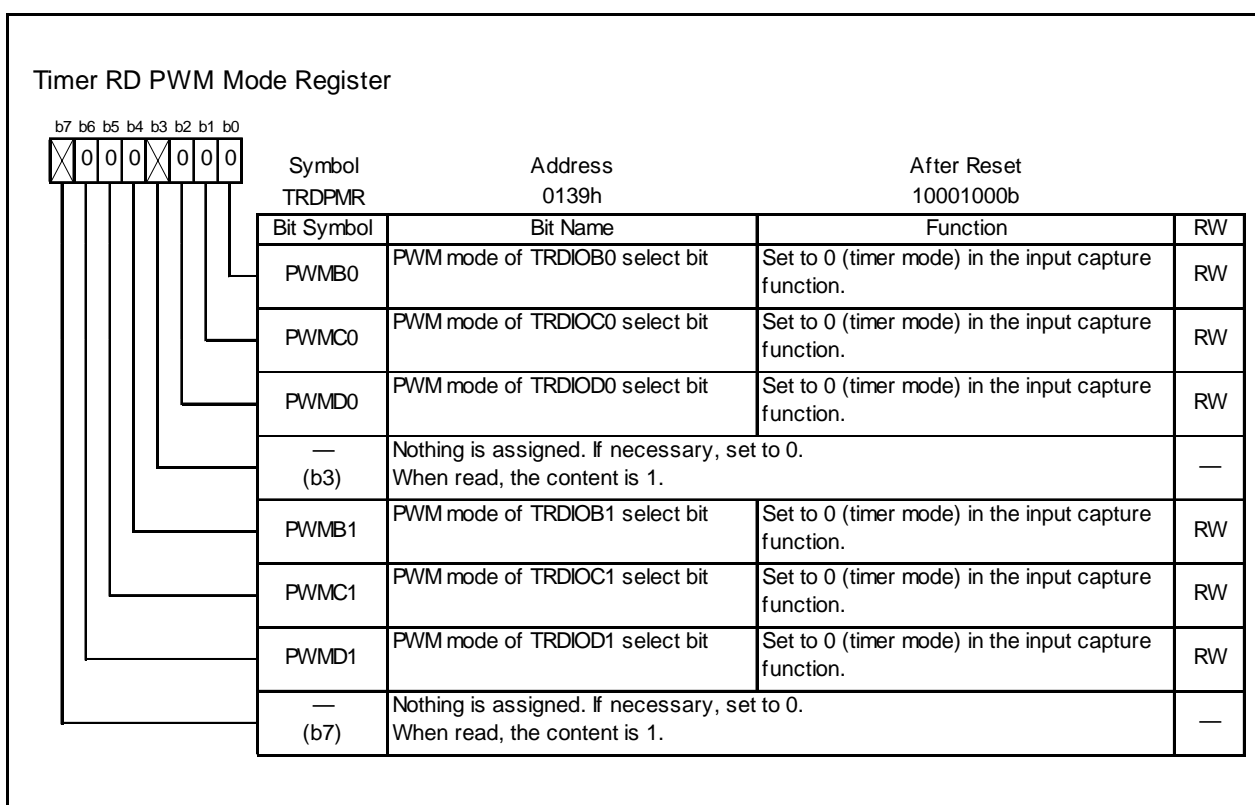 Timer RD PWM Mode Register
b7 b6 b5 b4 b3 b2 b1 b0
0 0 0 0 0 0
Symbol Address After Reset
TRDPMR 0139h 10001000b
Bit Symbol Bit Name Function RW
PWMB0 PWM mode of TRDIOB0 select bit Set to 0 (timer mode) in the input capture RW
function.
PWMC0 PWM mode of TRDIOC0 select bit Set to 0 (timer mode) in the input capture RW
function.
PWMD0 PWM mode of TRDIOD0 select bit Set to 0 (timer mode) in the input capture RW
function.
— Nothing is assigned. If necessary, set to 0. —
(b3) When read, the content is 1.
PWMB1 PWM mode of TRDIOB1 select bit Set to 0 (timer mode) in the input capture RW
function.
PWMC1 PWM mode of TRDIOC1 select bit Set to 0 (timer mode) in the input capture RW
function.
PWMD1 PWM mode of TRDIOD1 select bit Set to 0 (timer mode) in the input capture RW
function.
— Nothing is assigned. If necessary, set to 0. —
(b7) When read, the content is 1.